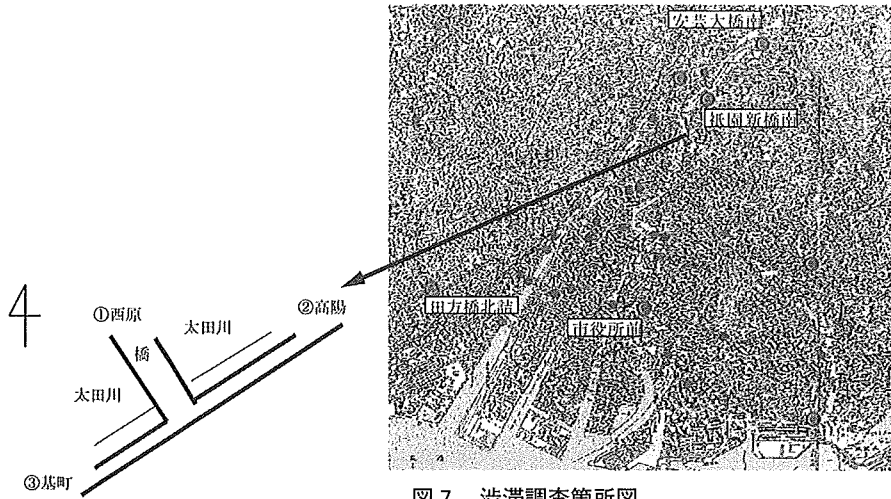 安芸大橋南
祇園新橋南
田方橋北詰
市役所前
①西原
橋
太田川
②高陽
太田川
③基町
図7 渋滞調査箇所図